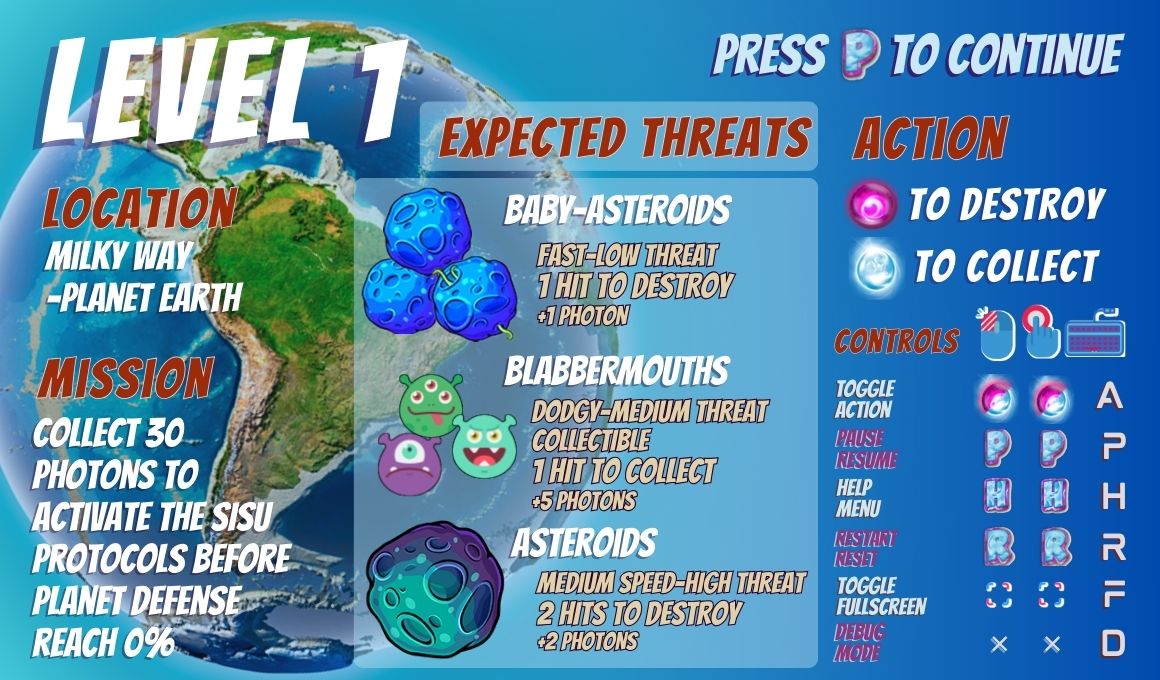 LEVEL 1
LOCATION
MILKY WAY
-PLANET EARTH
MISSION
COLLECT 30
PHOTONS TO
ACTIVATE THE SISU
PROTOCOLS BEFORE
PLANET DEFENSE
REACH 0%
EXPECTED THREATS
BABY-ASTEROIDS
FAST-LOW THREAT
1 HIT TO DESTROY
+1 PHOTON
BLABBERMOUTHS
DODGY-MEDIUM THREAT
COLLECTIBLE
1 HIT TO COLLECT
+5 PHOTONS
ASTEROIDS
MEDIUM SPEED-HIGH THREAT
2 HITS TO DESTROY
+2 PHOTONS
PRESS P TO CONTINUE
ACTION
TO DESTROY
TO COLLECT
CONTROLS
TOGGLE
ACTION
A
PAUSE
RESUME
P P P
HELP
MENU
H H H
RESTART
RESET
R R R
TOGGLE
FULLSCREEN
F
DEBUG
MODE
× × D